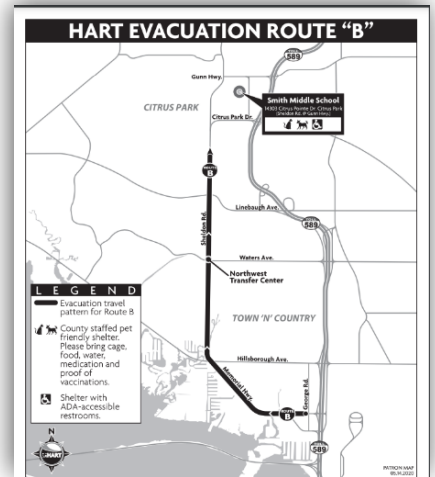 HART EVACUATION ROUTE "B"
589
Gunn Hwy.
Smith Middle School
14303 Citrus Pointe Dr. Citrus Park
(Sheldon Rd. @ Gunn Hwy.)
CITRUS PARK
Citrus Park Dr.
ROUTE
B
Sheldon Rd.
Linebaugh Ave.
589
Waters Ave.
Northwest
Transfer Center
LEGEND
Evacuation travel
pattern for Route B
County staffed pet
friendly shelter.
Please bring cage,
food, water,
medication and
proof of
vaccinations.
Shelter with
ADA-accessible
restrooms.
TOWN 'N' COUNTRY
Hillsborough Ave.
Memorial Hwy.
George Rd.
ROUTE
B
589
N
HART
PATRON MAP